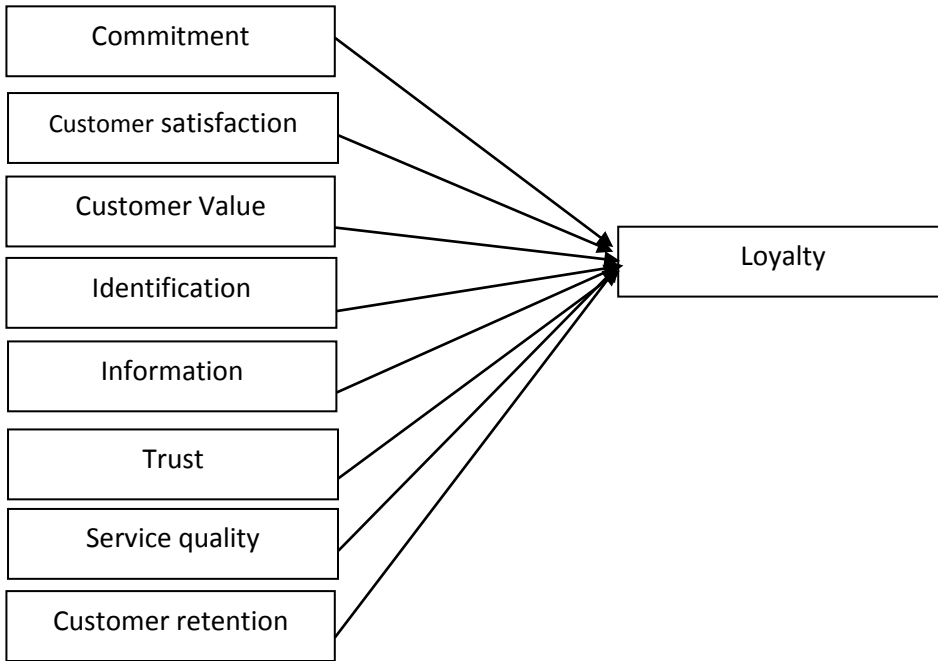 Commitment
Customer satisfaction
Customer Value
Identification
Information
Trust
Service quality
Customer retention
Loyalty